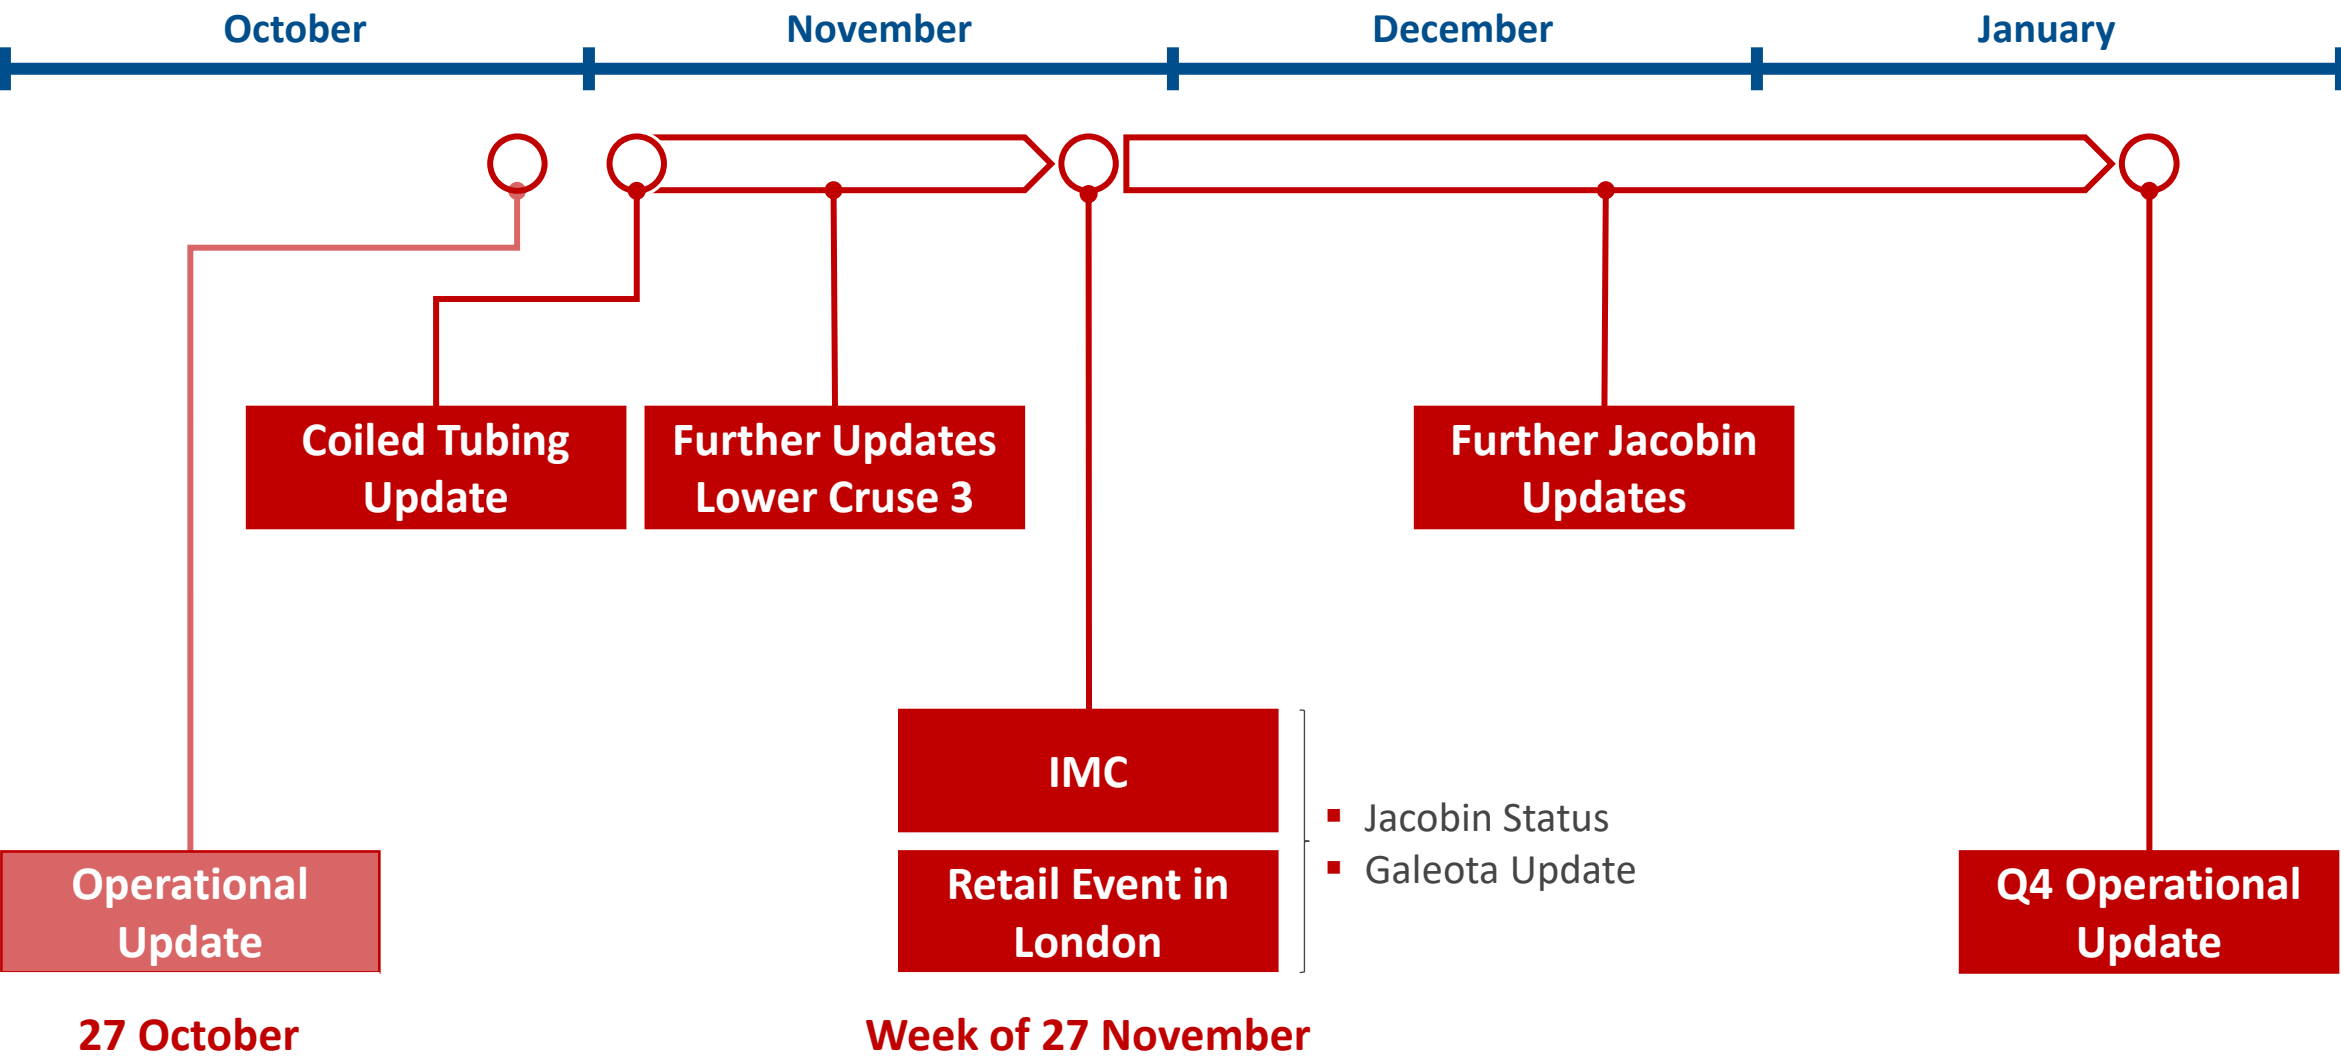 October
November
December
January
Coiled Tubing
Update
Further Updates
Lower Cruse 3
Further Jacobin
Updates
IMC
Retail Event in
London
▪ Jacobin Status
▪ Galeota Update
Operational
Update
Q4 Operational
Update
27 October
Week of 27 November